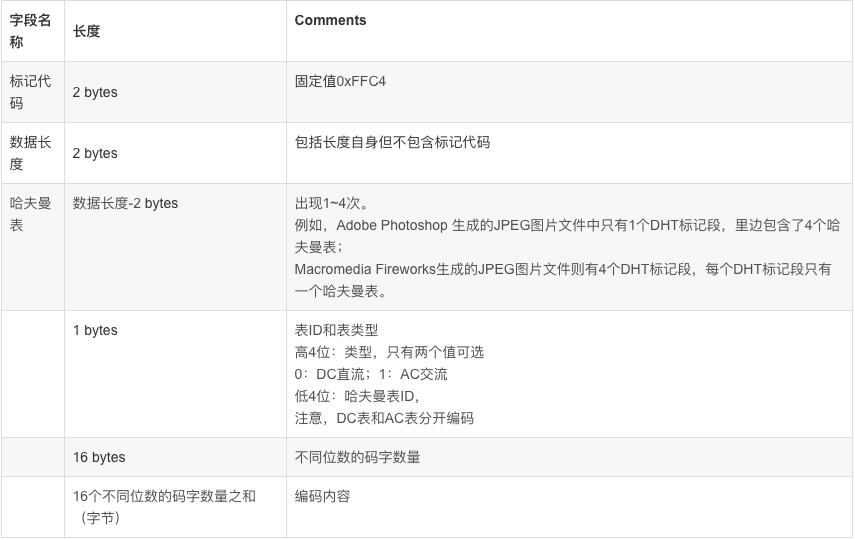 字段名
称
长度
Comments
标记代
码
2 bytes
固定值0xFFC4
数据长
度
2 bytes
包括长度自身但不包含标记代码
哈夫曼
表
数据长度-2 bytes
出现1~4次。
例如，Adobe Photoshop 生成的JPEG图片文件中只有1个DHT标记段，里边包含了4个哈
夫曼表；
Macromedia Fireworks生成的JPEG图片文件则有4个DHT标记段，每个DHT标记段只有
一个哈夫曼表。
1 bytes
表ID和表类型
高4位：类型，只有两个值可选
0：DC直流；1：AC交流
低4位：哈夫曼表ID，
注意，DC表和AC表分开编码
16 bytes
不同位数的码字数量
16个不同位数的码字数量之和
（字节）
编码内容